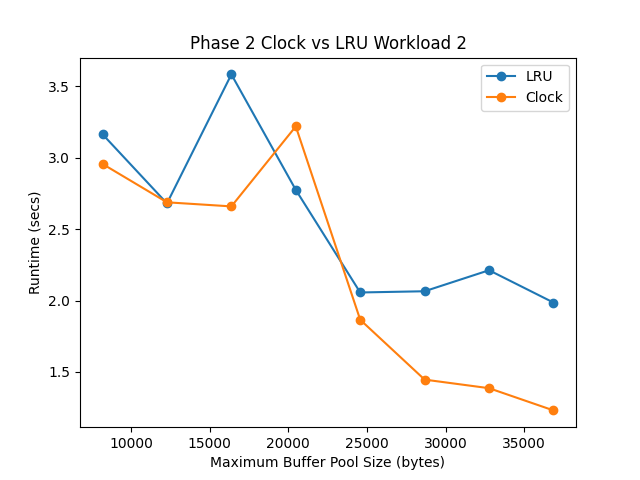 Phase 2 Clock vs LRU Workload 2
LRU
Clock
3.5
3.0
2.5
2.0
1.5
Runtime (secs)
10000 15000 20000 25000 30000 35000
Maximum Buffer Pool Size (bytes)